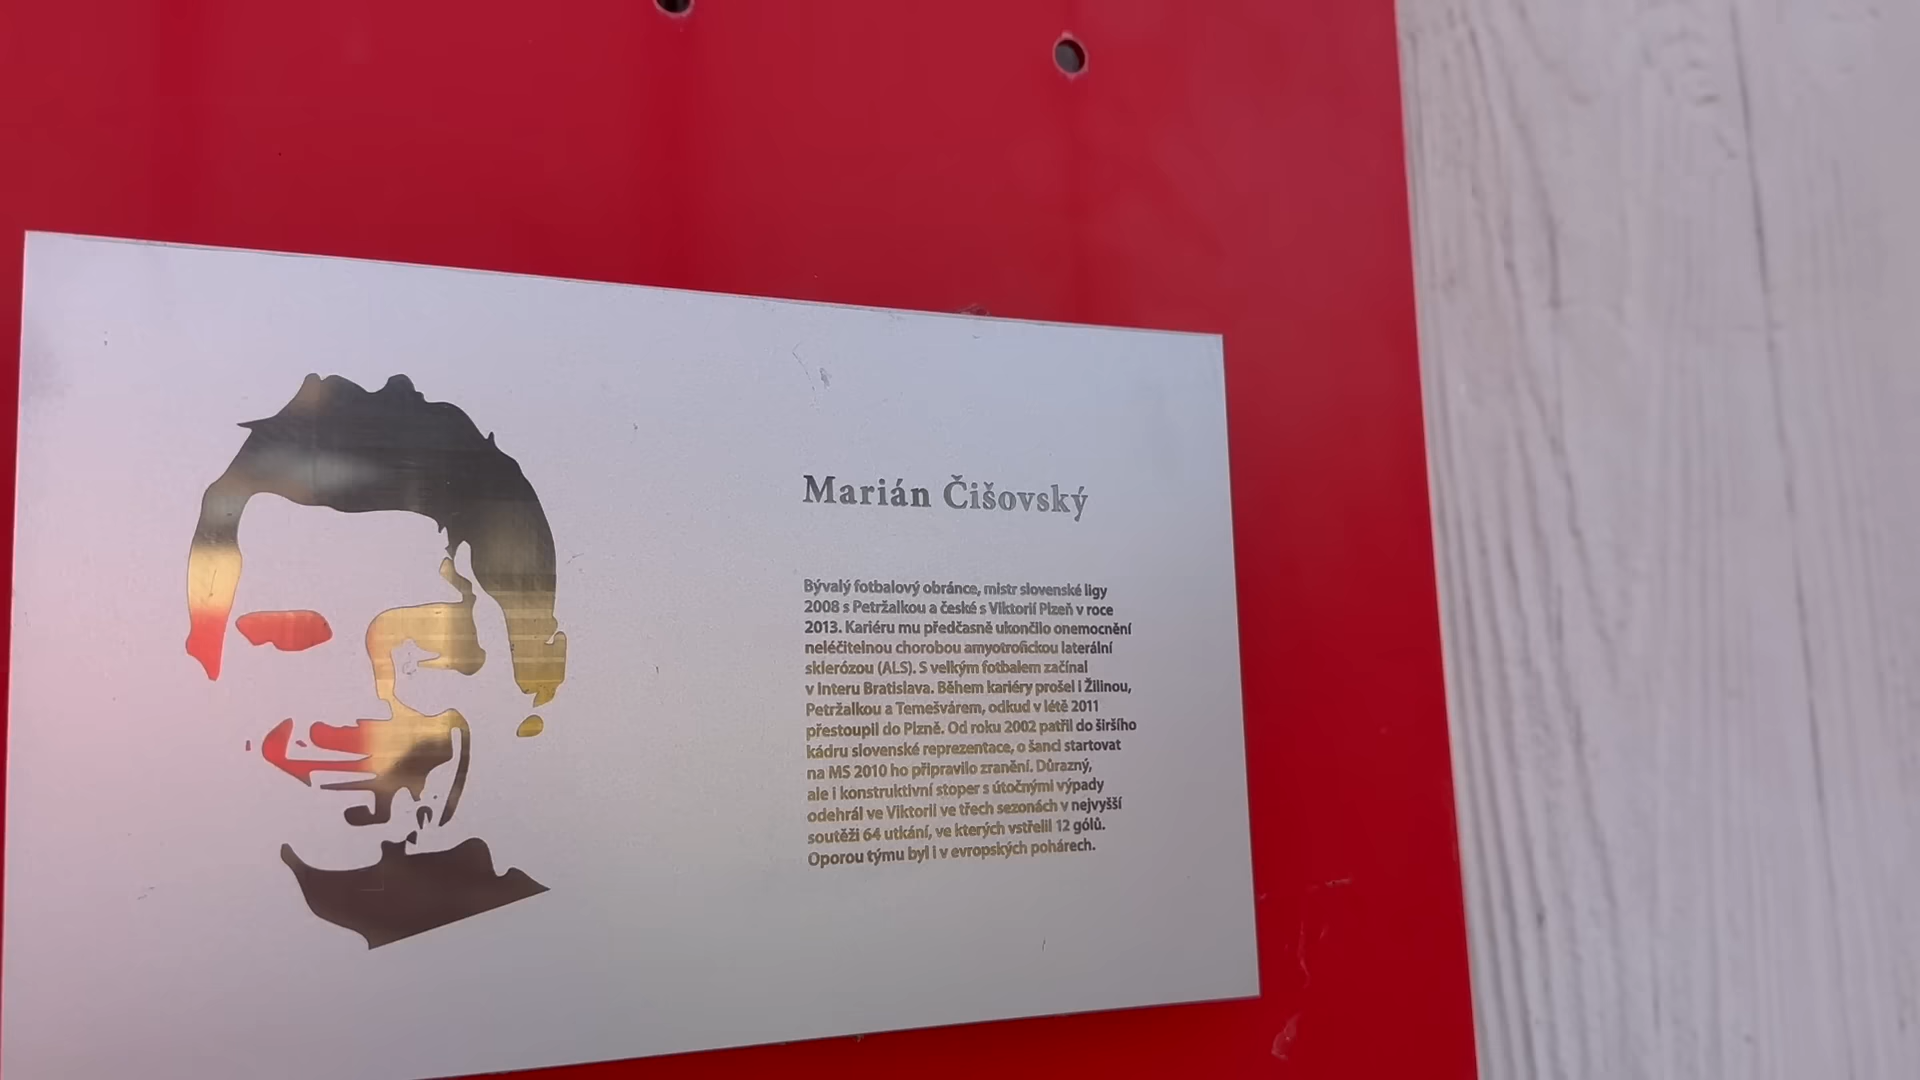 Marián Čišovský
Bývalý fotbalový obránce, mistr slovenské ligy
2008 s Petržalkou a české s Viktorií Plzeň v roce
2013. Kariéru mu předčasně ukončilo onemocnění
neléčitelnou chorobou amyotrofickou laterální
sklerózou (ALS). S velkým fotbalem začínal
v Interu Bratislava. Během kariéry prošel i Žilinou,
Petržalkou a Temešvárem, odkud v létě 2011
přestoupil do Plzně. Od roku 2002 patřil do širšího
kádru slovenské reprezentace, o šanci startovat
na MS 2010 ho připravilo zranění. Důrazný,
ale i konstruktivní stoper s útočnými výpady
odehrál ve Viktorii ve třech sezonách v nejvyšší
soutěži 64 utkání, ve kterých vstřelil 12 gólů.
Oporou týmu byl i v evropských pohárech.